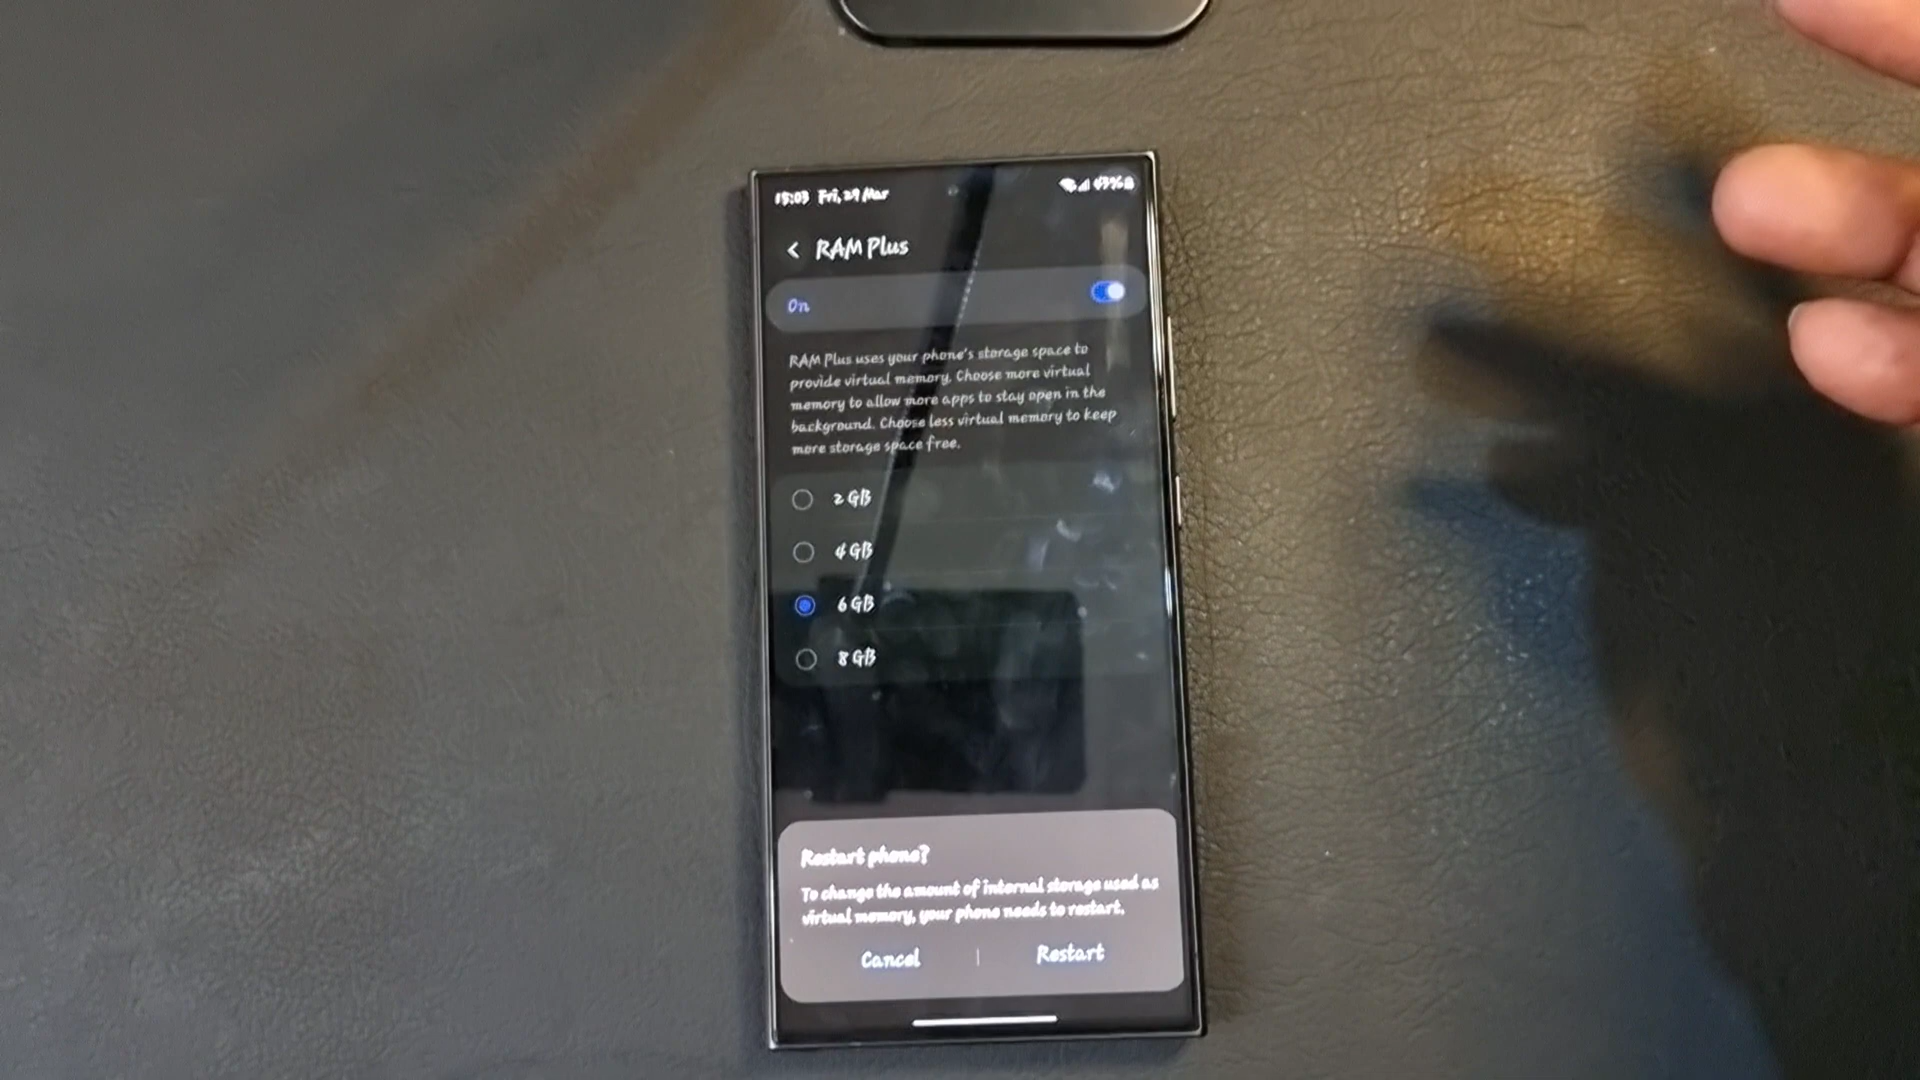 15:03 Fri, 29 Mar
RAM Plus
On
RAM Plus uses your phone's storage space to
provide virtual memory. Choose more virtual
memory to allow more apps to stay open in the
background. Choose less virtual memory to keep
more storage space free.
2 GB
4 GB
6 GB
8 GB
Restart phone?
To change the amount of internal storage used as
virtual memory, your phone needs to restart.
Cancel | Restart